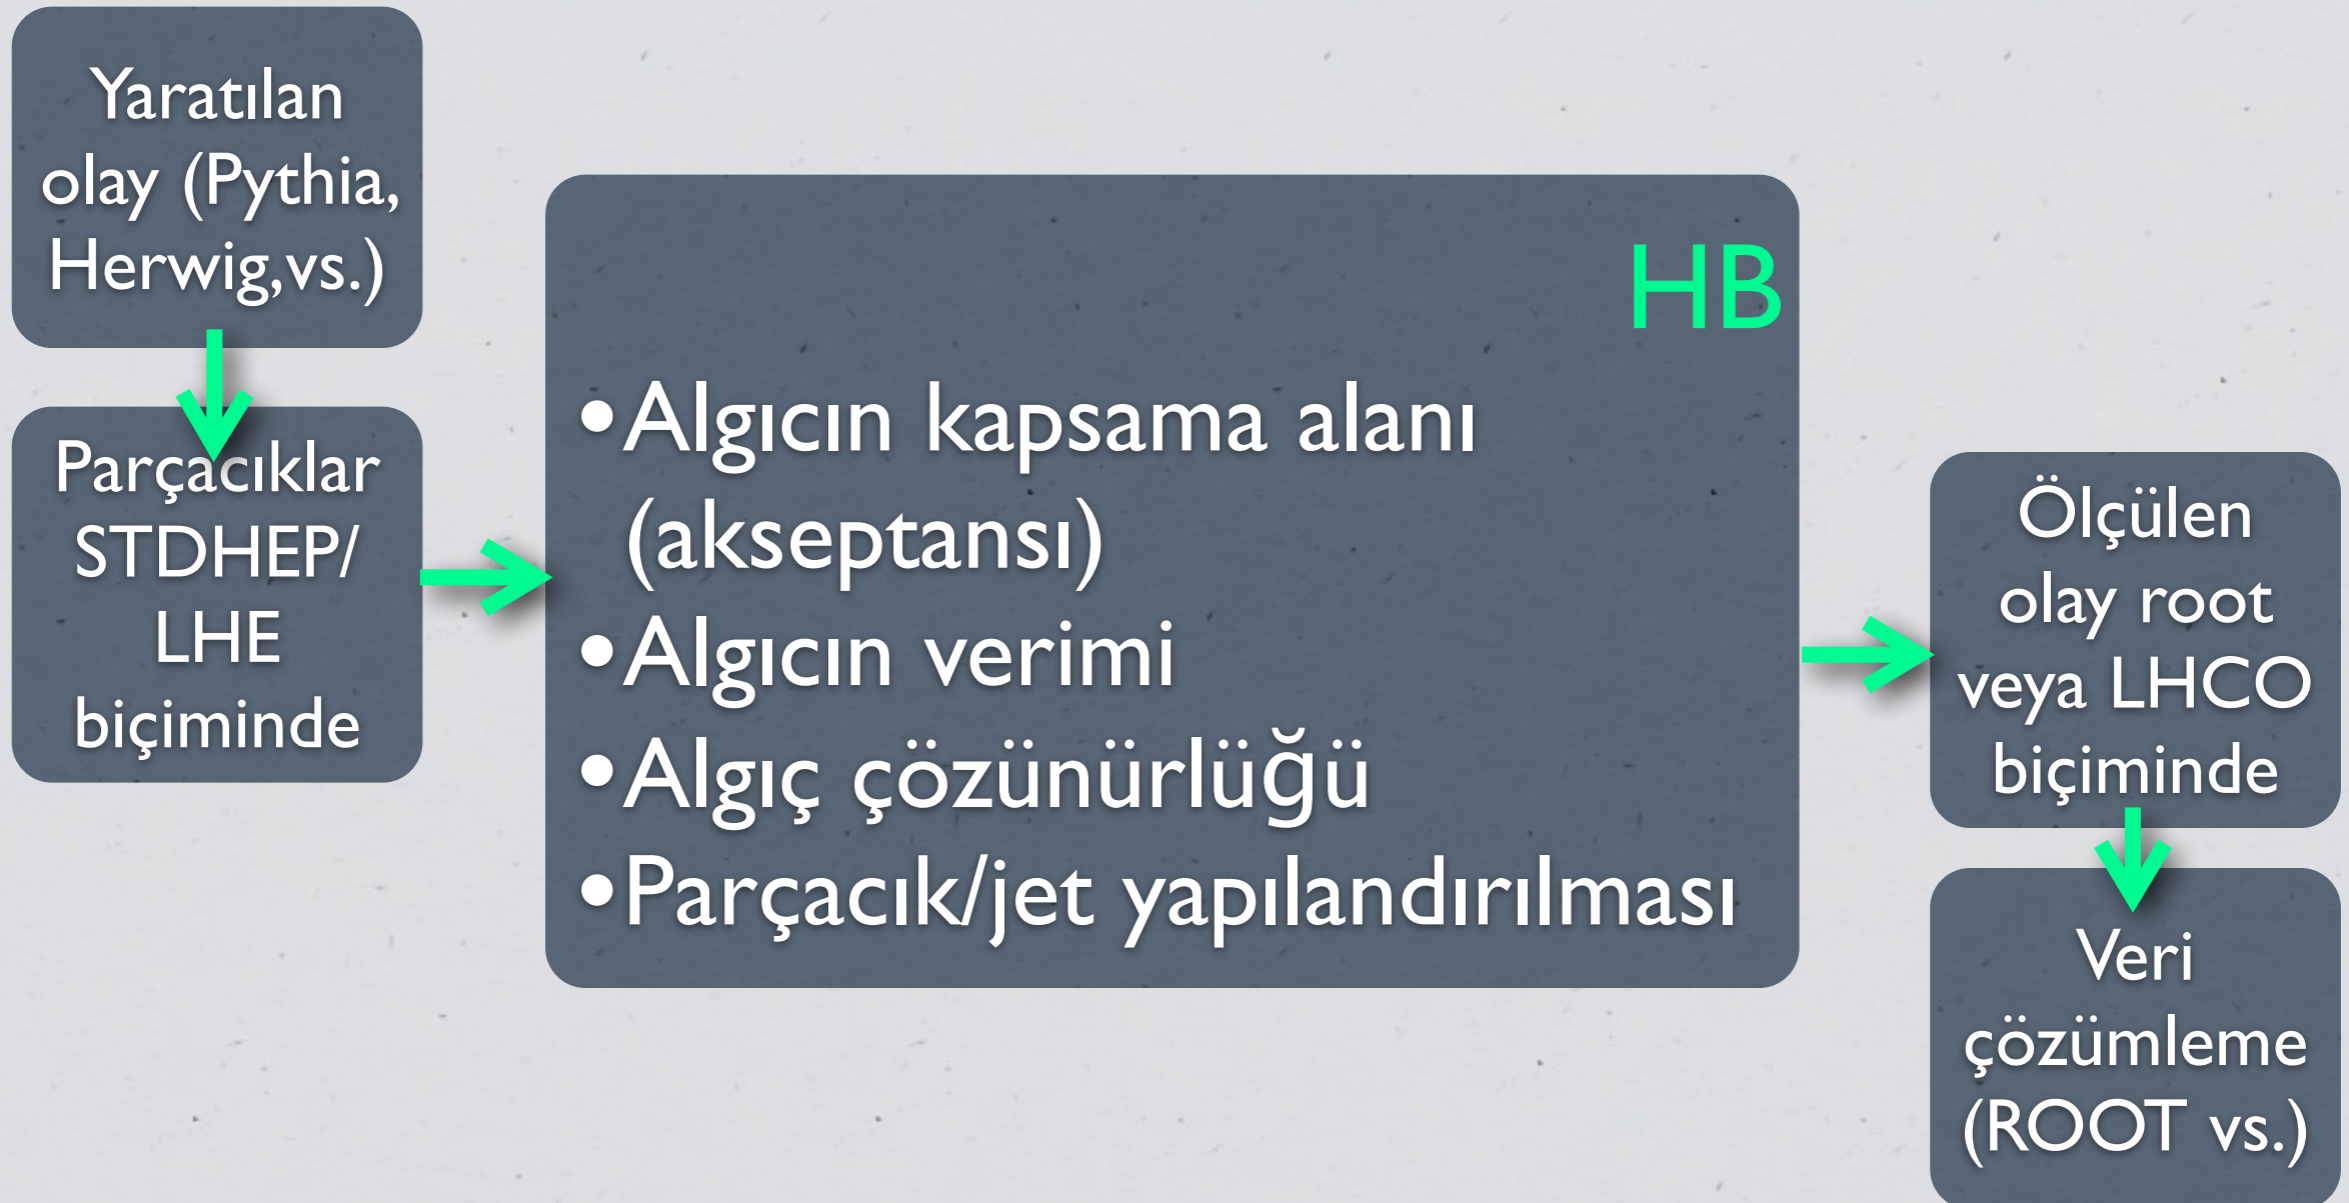 Yaratılan
olay (Pythia,
Herwig,vs.)
Parçacıklar
STDHEP/
LHE
biçiminde
HB
•Algıcın kapsama alanı
(akseptansı)
•Algıcın verimi
•Algıç çözünürlüğü
•Parçacık/jet yapılandırılması
Ölçülen
olay root
veya LHCO
biçiminde
Veri
çözümleme
(ROOT vs.)